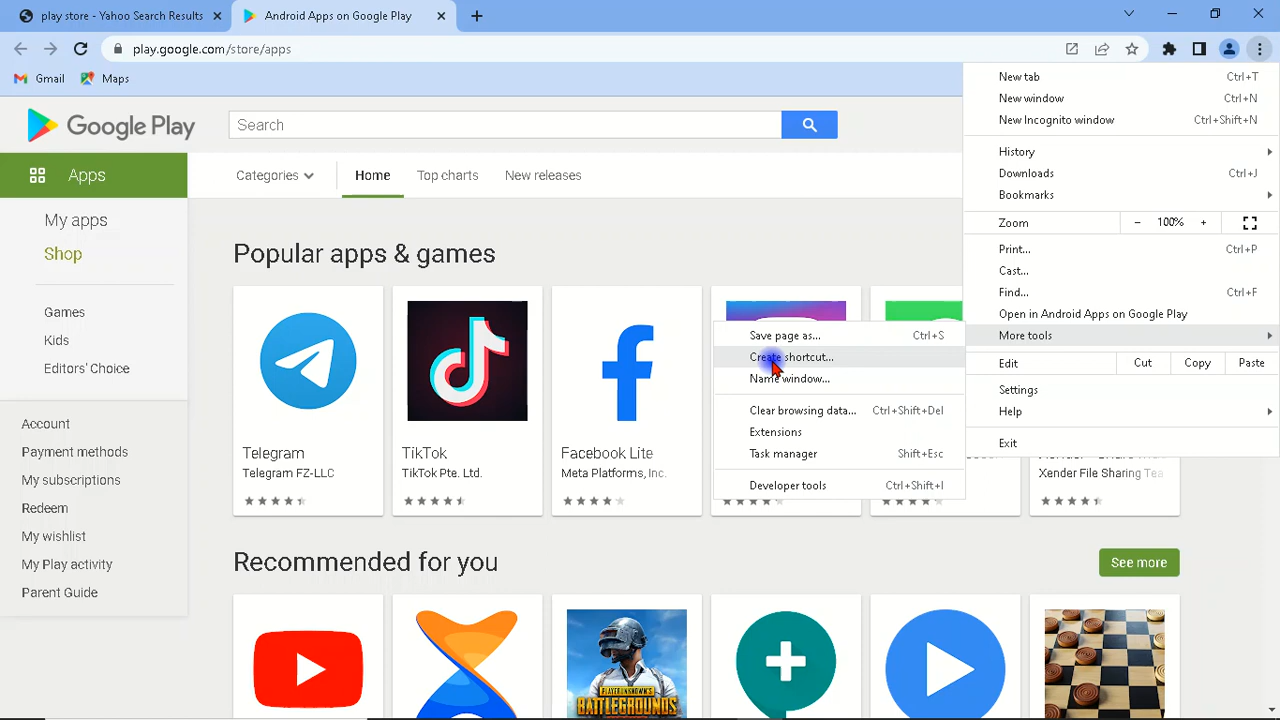 play store - Yahoo Search Results
Android Apps on Google Play
play.google.com/store/apps
Gmail
Maps
Google Play
Search
Apps
Categories
Home
Top charts
New releases
My apps
Shop
Games
Kids
Editors' Choice
Account
Payment methods
My subscriptions
Redeem
My wishlist
My Play activity
Parent Guide
Popular apps & games
Telegram
Telegram FZ-LLC
TikTok
TikTok Pte. Ltd.
Facebook Lite
Meta Platforms, Inc.
Xender File Sharing Tea
Recommended for you
See more
PLAYERUNKNOWN'S
BATTLEGROUNDS
New tab Ctrl+T
New window Ctrl+N
New Incognito window Ctrl+Shift+N
History
Downloads Ctrl+J
Bookmarks
Zoom - 100% +
Print... Ctrl+P
Cast...
Find... Ctrl+F
Open in Android Apps on Google Play
More tools
Edit Cut Copy Paste
Settings
Help
Exit
Save page as... Ctrl+S
Create shortcut...
Name window...
Clear browsing data... Ctrl+Shift+Del
Extensions
Task manager Shift+Esc
Developer tools Ctrl+Shift+I